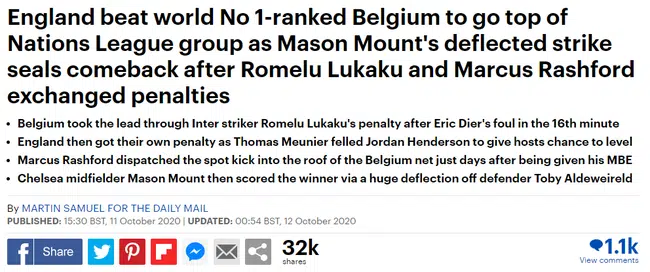 England beat world No 1-ranked Belgium to go top of
Nations League group as Mason Mount's deflected strike
seals comeback after Romelu Lukaku and Marcus Rashford
exchanged penalties
• Belgium took the lead through Inter striker Romelu Lukaku's penalty after Eric Dier's foul in the 16th minute
• England then got their own penalty as Thomas Meunier felled Jordan Henderson to give hosts chance to level
• Marcus Rashford dispatched the spot kick into the roof of the Belgium net just days after being given his MBE
• Chelsea midfielder Mason Mount then scored the winner via a huge deflection off defender Toby Aldeweireld
By MARTIN SAMUEL FOR THE DAILY MAIL
PUBLISHED: 15:30 BST, 11 October 2020 | UPDATED: 00:54 BST, 12 October 2020
Share 32k 1.1k
shares View comments